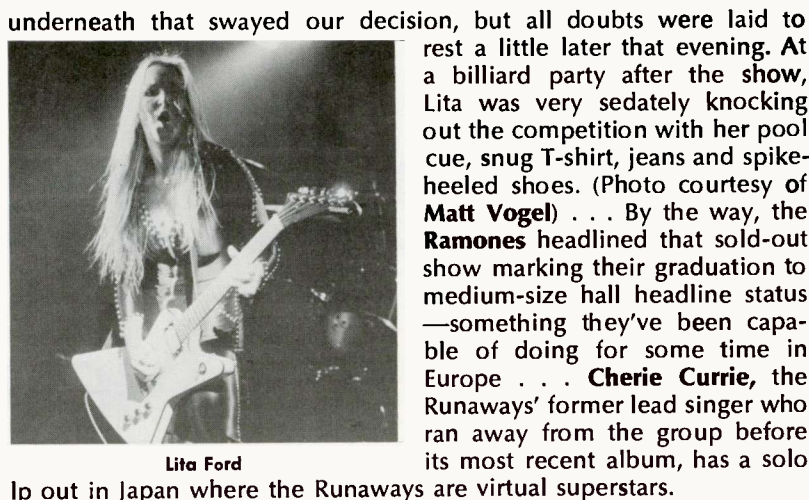 underneath that swayed our decision, but all doubts were laid to
rest a little later that evening. At
a billiard party after the show,
Lita was very sedately knocking
out the competition with her pool
cue, snug T-shirt, jeans and spike-
heeled shoes. (Photo courtesy of
Matt Vogel) . . . By the way, the
Ramones headlined that sold-out
show marking their graduation to
medium-size hall headline status
—something they've been capa-
ble of doing for some time in
Europe . . . Cherie Currie, the
Runaways' former lead singer who
ran away from the group before
its most recent album, has a solo
lp out in Japan where the Runaways are virtual superstars.
Lita Ford